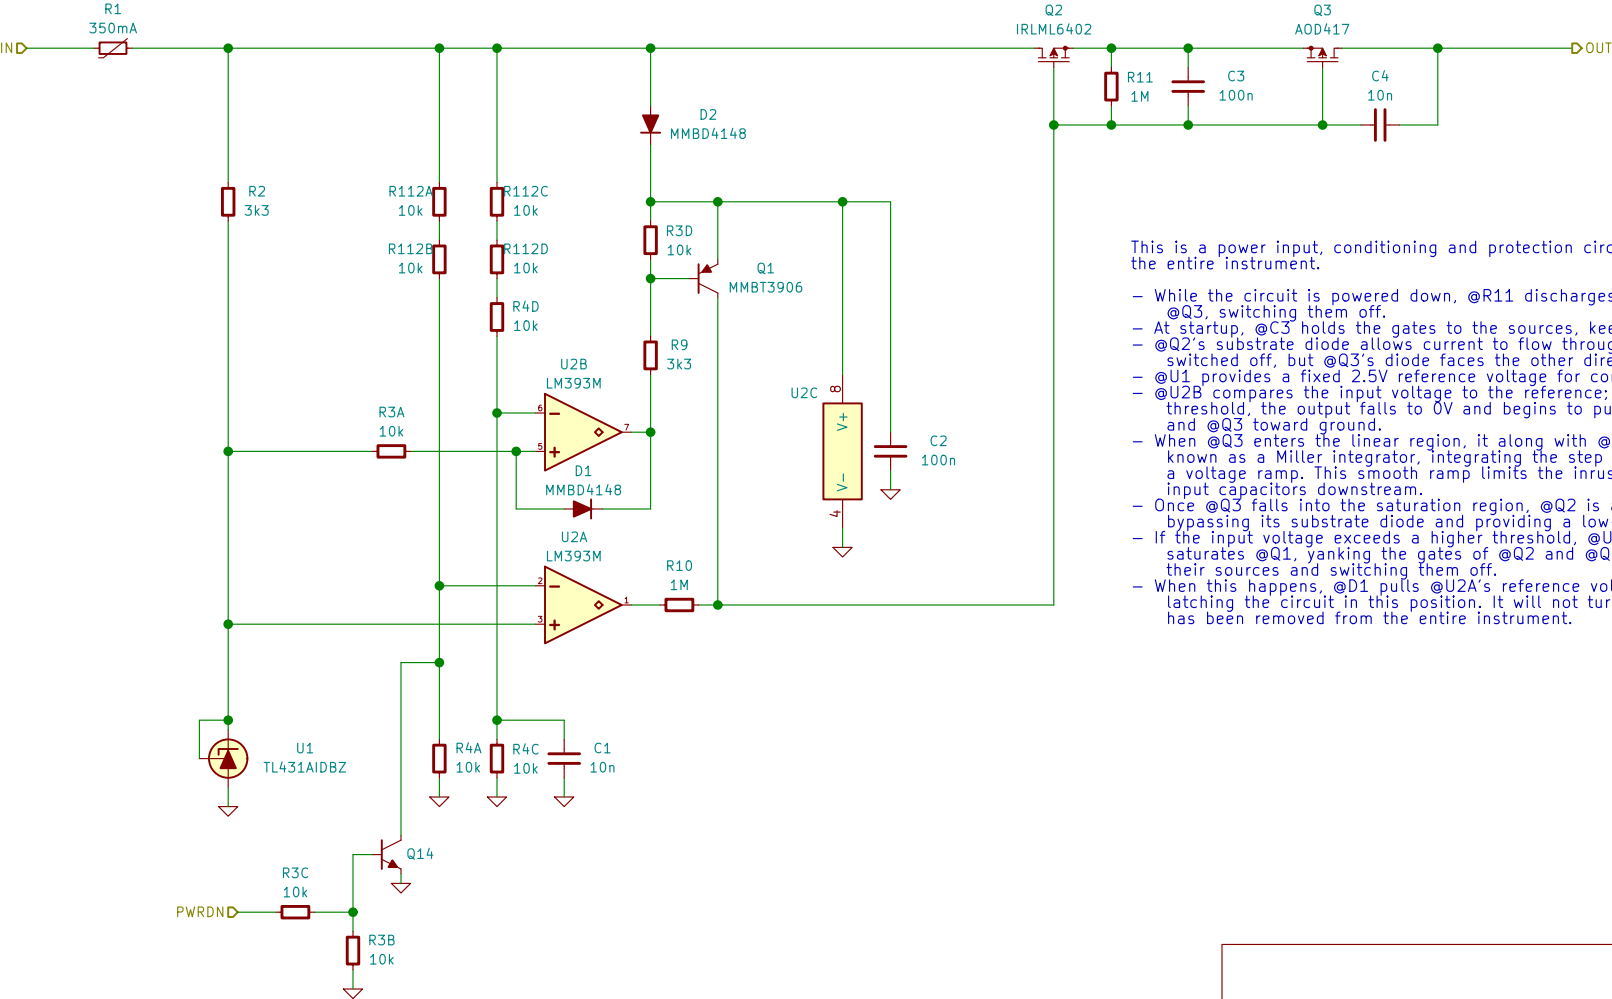 R1
350mA
IN
Q2
IRLML6402
Q3
AOD417
OUT
R11
1M
C3
100n
C4
10n
D2
MMBD4148
R2
3k3
R112A
10k
R112C
10k
R112B
10k
R112D
10k
R4D
10k
R3D
10k
Q1
MMBT3906
R9
3k3
U2B
LM393M
6
5
7
R3A
10k
D1
MMBD4148
U2C
8
V+
V-
4
C2
100n
U2A
LM393M
2
3
1
R10
1M
This is a power input, conditioning and protection circ
the entire instrument.
- While the circuit is powered down, @R11 discharges
@Q3, switching them off.
- At startup, @C3 holds the gates to the sources, kee
- @Q2's substrate diode allows current to flow throug
switched off, but @Q3's diode faces the other dire
- @U1 provides a fixed 2.5V reference voltage for co
- @U2B compares the input voltage to the reference;
threshold, the output falls to 0V and begins to pu
and @Q3 toward ground.
- When @Q3 enters the linear region, it along with @
known as a Miller integrator, integrating the step
a voltage ramp. This smooth ramp limits the inrus
input capacitors downstream.
- Once @Q3 falls into the saturation region, @Q2 is a
bypassing its substrate diode and providing a low
- If the input voltage exceeds a higher threshold, @U
saturates @Q1, yanking the gates of @Q2 and @Q
their sources and switching them off.
- When this happens, @D1 pulls @U2A's reference vol
latching the circuit in this position. It will not tur
has been removed from the entire instrument.
U1
TL431AIDBZ
R4A
10k
R4C
10k
C1
10n
Q14
R3C
10k
PWRDN
R3B
10k